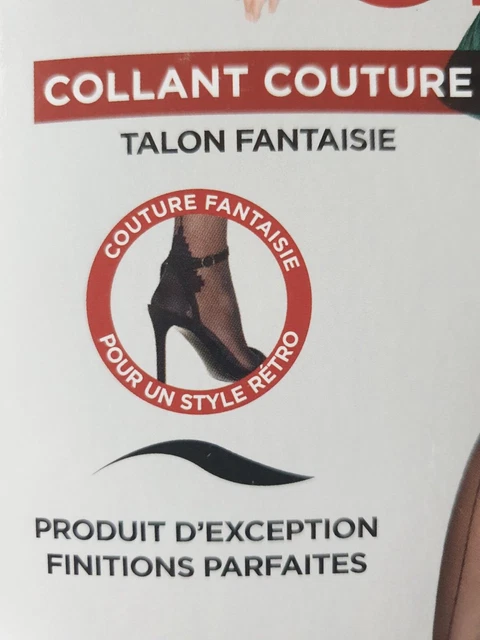 COLLANT COUTURE
TALON FANTAISIE
COUTURE FANTAISIE
POUR UN STYLE RÉTRO
PRODUIT D'EXCEPTION
FINITIONS PARFAITES